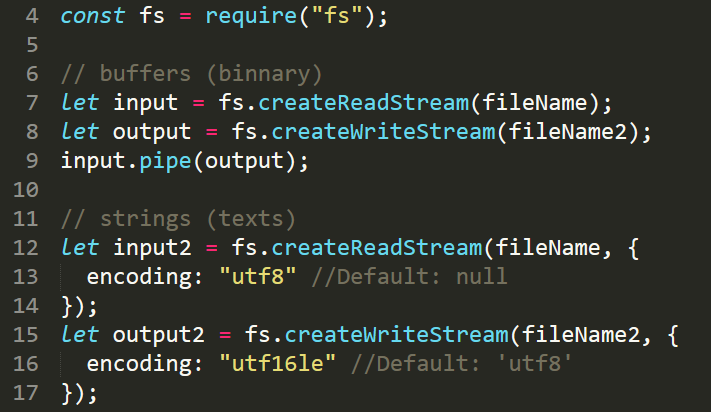 4 const fs = require("fs");
5
6 // buffers (binnary)
7 let input = fs.createReadStream(fileName);
8 let output = fs.createWriteStream(fileName2);
9 input.pipe(output);
10
11 // strings (texts)
12 let input2 = fs.createReadStream(fileName, {
13   encoding: "utf8" //Default: null
14 });
15 let output2 = fs.createWriteStream(fileName2, {
16   encoding: "utf16le" //Default: 'utf8'
17 });